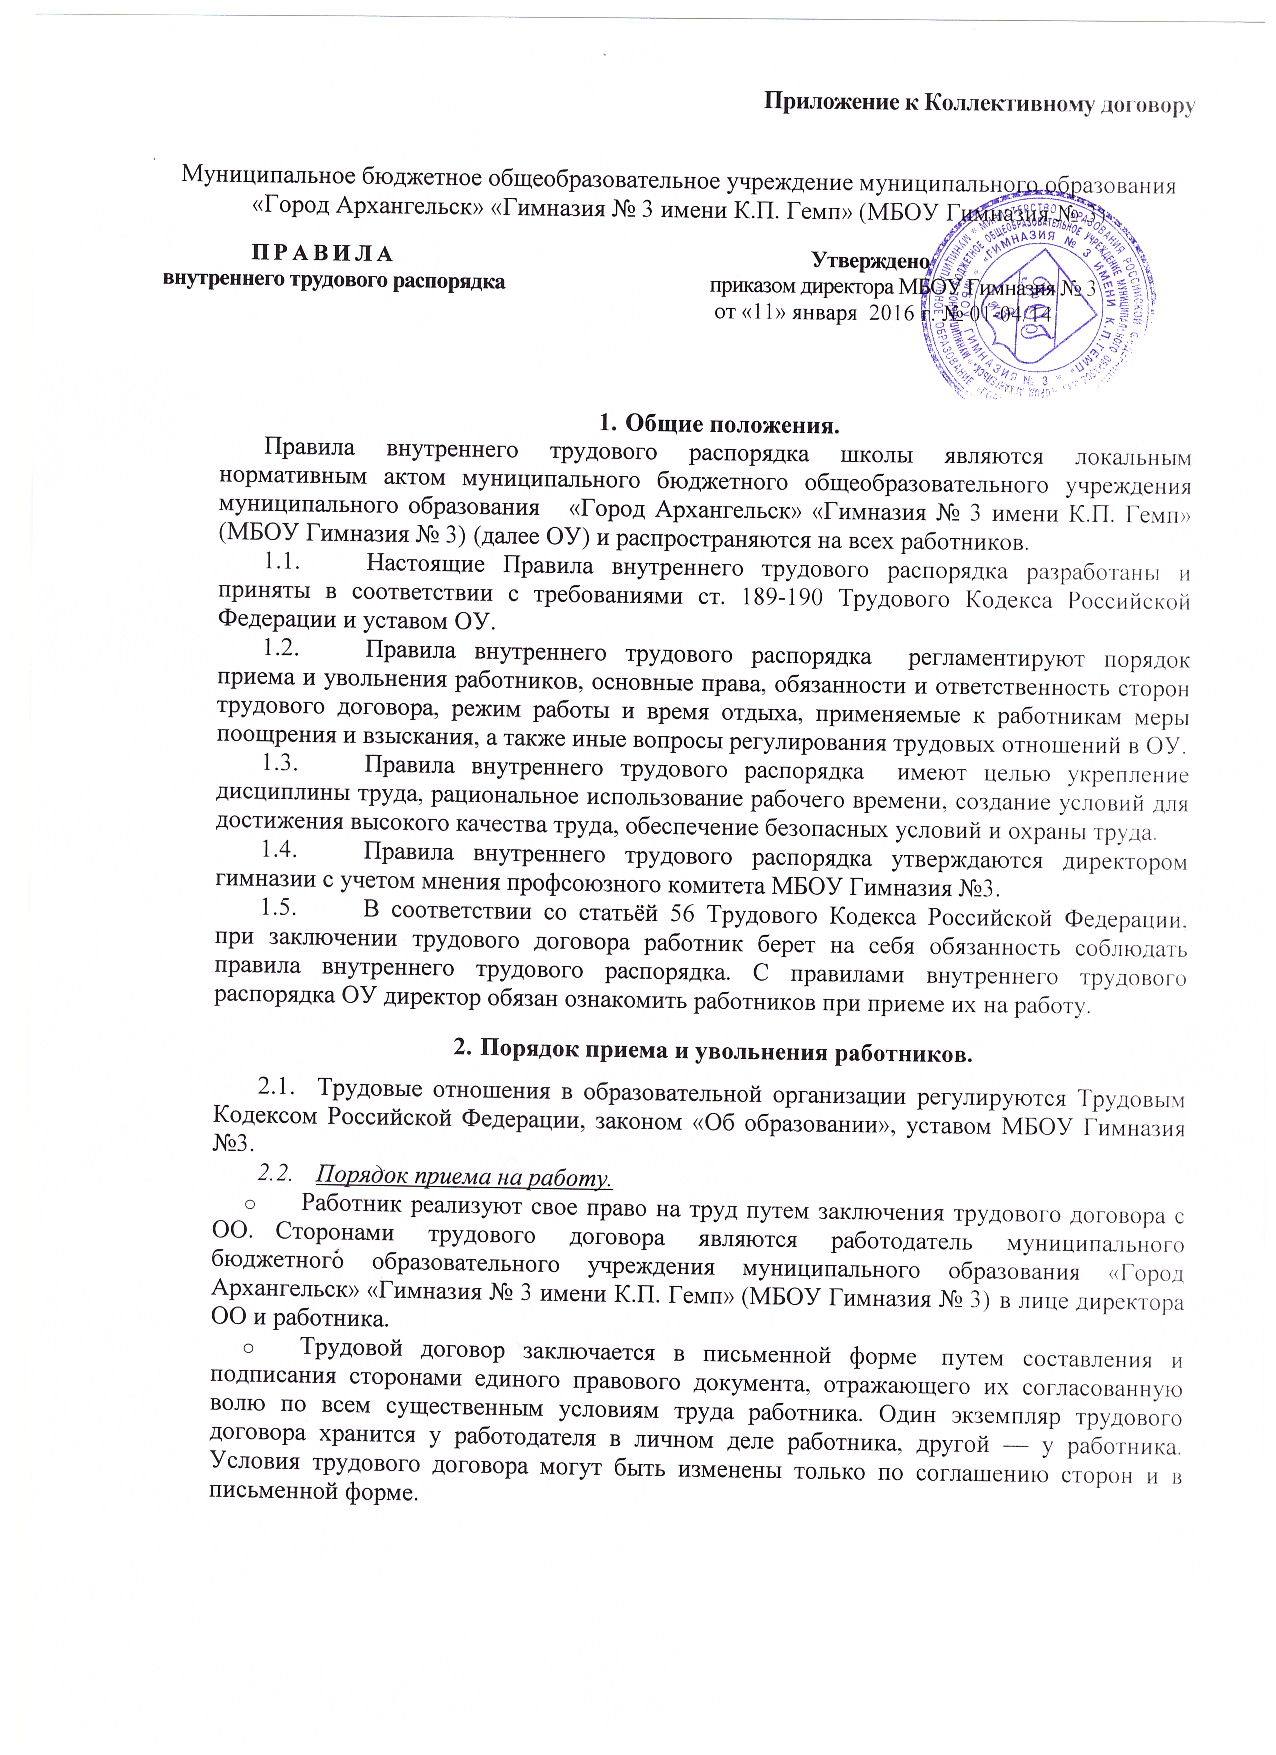 Приложение к Коллективному договору
Муниципальное бюджетное общеобразовательное учреждение муниципального образования
«Город Архангельск» «Гимназия № 3 имени К.П. Гемп» (МБОУ Гимназия № 3)
П Р А В И Л А
внутреннего трудового распорядка
Утверждено
приказом директора МБОУ Гимназия № 3
от «11» января 2016 г. № 01-04/14
1. Общие положения.
Правила внутреннего трудового распорядка школы являются локальным
нормативным актом муниципального бюджетного общеобразовательного учреждения
муниципального образования «Город Архангельск» «Гимназия № 3 имени К.П. Гемп»
(МБОУ Гимназия № 3) (далее ОУ) и распространяются на всех работников.
1.1. Настоящие Правила внутреннего трудового распорядка разработаны и
приняты в соответствии с требованиями ст. 189-190 Трудового Кодекса Российской
Федерации и уставом ОУ.
1.2. Правила внутреннего трудового распорядка регламентируют порядок
приема и увольнения работников, основные права, обязанности и ответственность сторон
трудового договора, режим работы и время отдыха, применяемые к работникам меры
поощрения и взыскания, а также иные вопросы регулирования трудовых отношений в ОУ.
1.3. Правила внутреннего трудового распорядка имеют целью укрепление
дисциплины труда, рациональное использование рабочего времени, создание условий для
достижения высокого качества труда, обеспечение безопасных условий и охраны труда.
1.4. Правила внутреннего трудового распорядка утверждаются директором
гимназии с учетом мнения профсоюзного комитета МБОУ Гимназия №3.
1.5. В соответствии со статьёй 56 Трудового Кодекса Российской Федерации,
при заключении трудового договора работник берет на себя обязанность соблюдать
правила внутреннего трудового распорядка. С правилами внутреннего трудового
распорядка ОУ директор обязан ознакомить работников при приеме их на работу.
2. Порядок приема и увольнения работников.
2.1. Трудовые отношения в образовательной организации регулируются Трудовым
Кодексом Российской Федерации, законом «Об образовании», уставом МБОУ Гимназия
№3.
2.2. Порядок приема на работу.
o Работник реализуют свое право на труд путем заключения трудового договора с
ОО. Сторонами трудового договора являются работодатель муниципального
бюджетного образовательного учреждения муниципального образования «Город
Архангельск» «Гимназия № 3 имени К.П. Гемп» (МБОУ Гимназия № 3) в лице директора
ОО и работника.
o Трудовой договор заключается в письменной форме путем составления и
подписания сторонами единого правового документа, отражающего их согласованную
волю по всем существенным условиям труда работника. Один экземпляр трудового
договора хранится у работодателя в личном деле работника, другой — у работника.
Условия трудового договора могут быть изменены только по соглашению сторон и в
письменной форме.